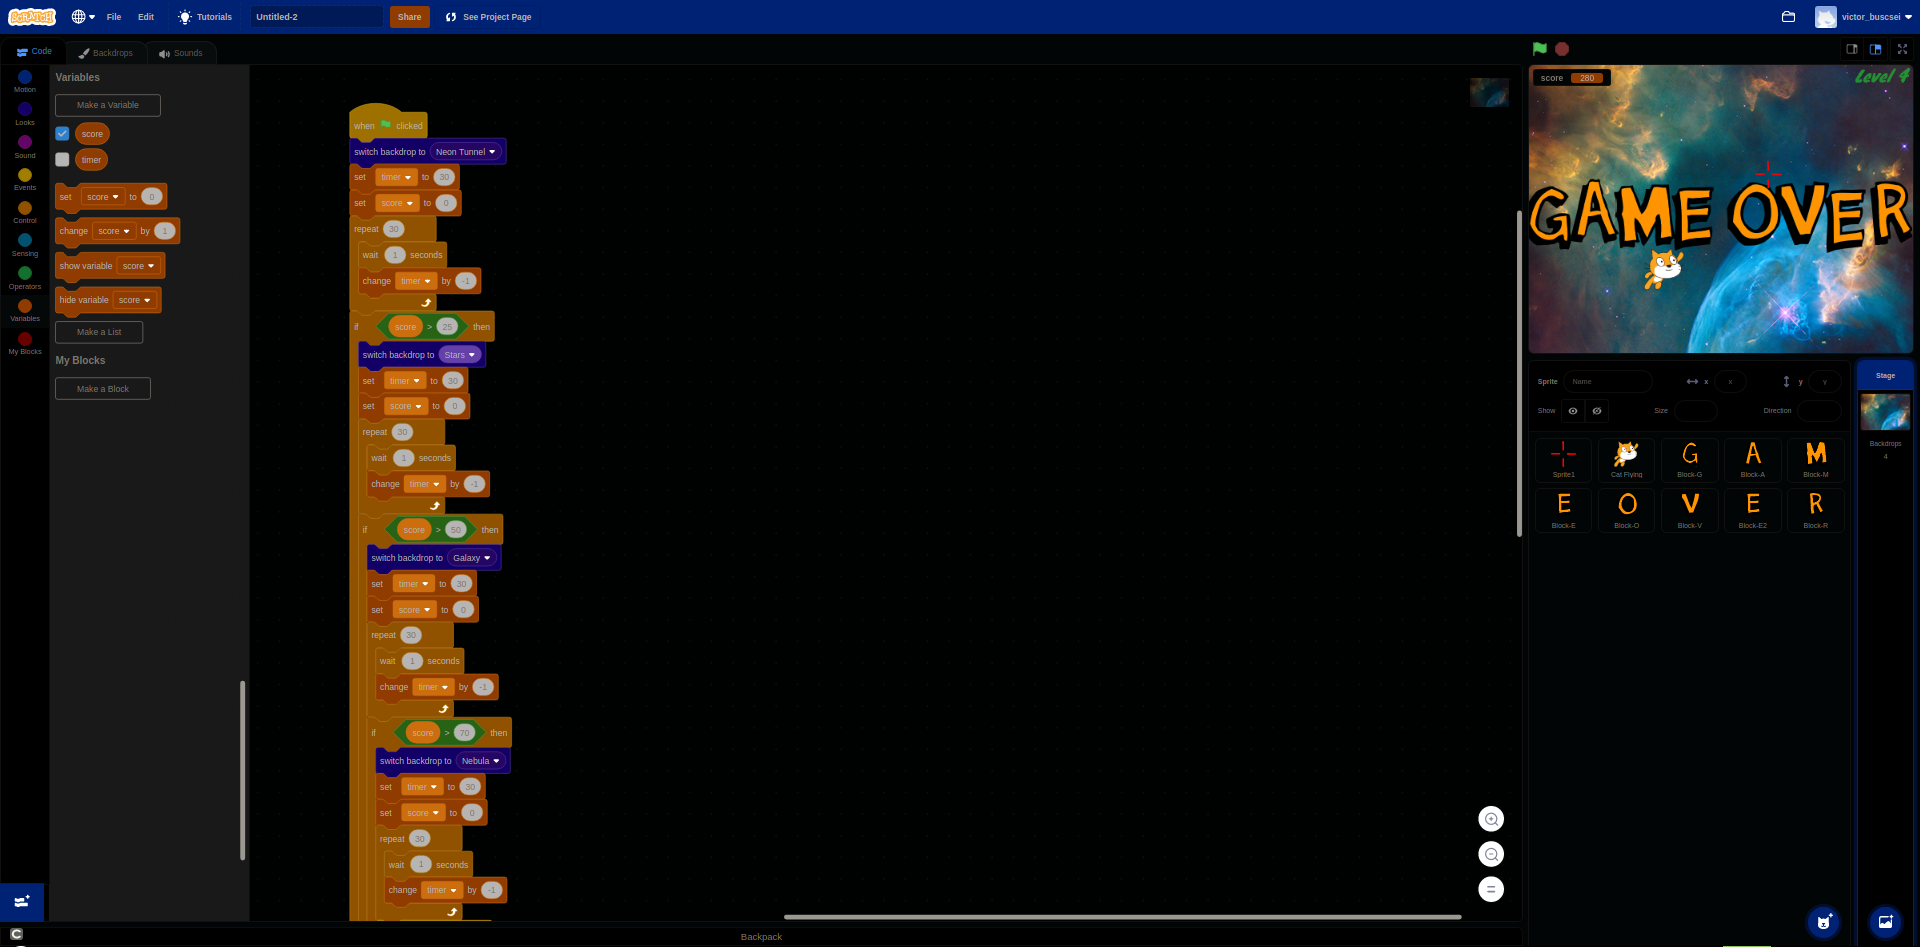 SCRATCH
File Edit Tutorials Untitled-2 Share See Project Page victor_buscsei
Code Backdrops Sounds
Motion
Looks
Sound
Events
Control
Sensing
Operators
Variables
My Blocks
Variables
Make a Variable
score
timer
set score to 0
change score by 1
show variable score
hide variable score
Make a List
My Blocks
Make a Block
when clicked
switch backdrop to Neon Tunnel
set timer to 30
set score to 0
repeat 30
wait 1 seconds
change timer by -1
if score > 25 then
switch backdrop to Stars
set timer to 30
set score to 0
repeat 30
wait 1 seconds
change timer by -1
if score > 50 then
switch backdrop to Galaxy
set timer to 30
set score to 0
repeat 30
wait 1 seconds
change timer by -1
if score > 70 then
switch backdrop to Nebula
set timer to 30
set score to 0
repeat 30
wait 1 seconds
change timer by -1
Backpack
score 280
Level 4
GAME OVER
Sprite Name x x y y
Show Size Direction
Sprite1 Cat Flying Block-G Block-A Block-M
Block-E Block-O Block-V Block-E2 Block-R
G A M
E O V E R
Stage
Backdrops
4